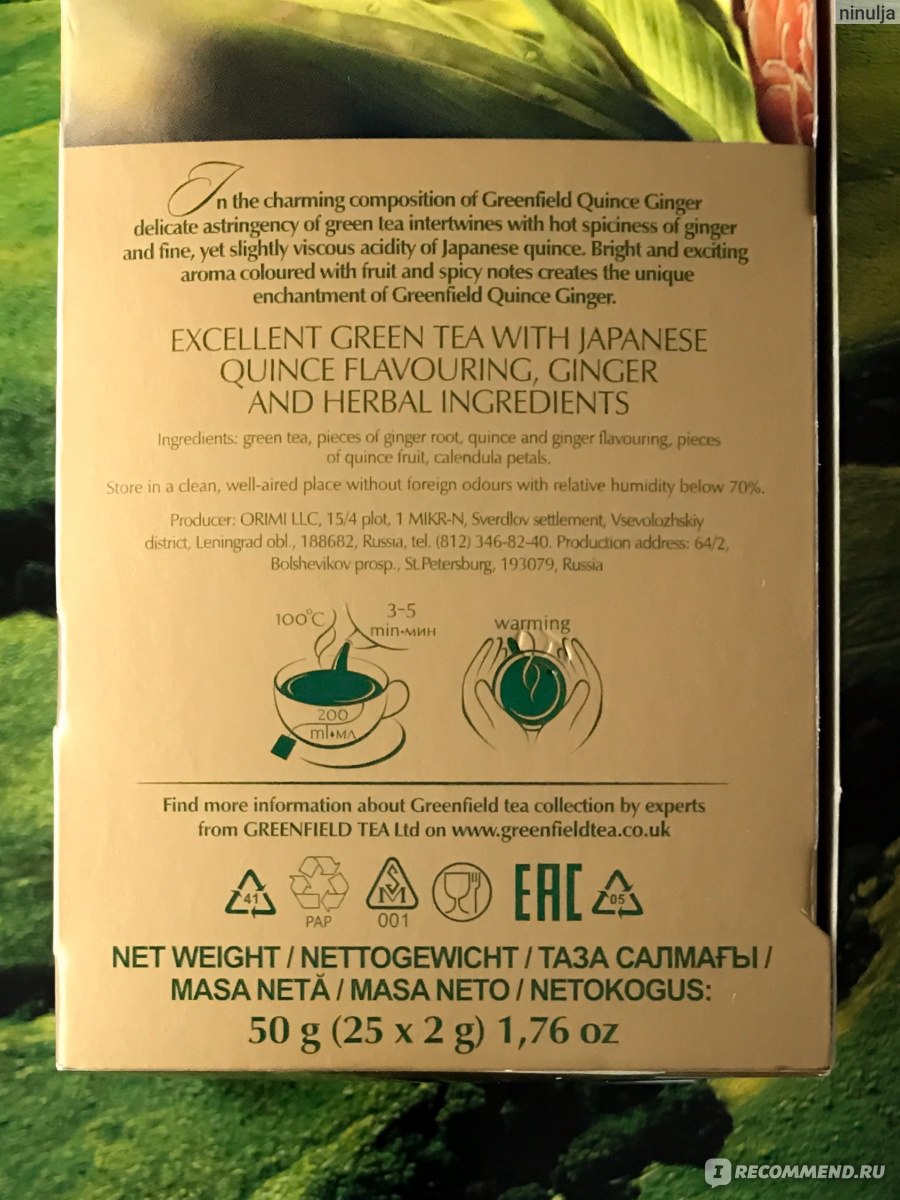 ninulja
In the charming composition of Greenfield Quince Ginger
delicate astringency of green tea intertwines with hot spiciness of ginger
and fine, yet slightly viscous acidity of Japanese quince. Bright and exciting
aroma coloured with fruit and spicy notes creates the unique
enchantment of Greenfield Quince Ginger.
EXCELLENT GREEN TEA WITH JAPANESE
QUINCE FLAVOURING, GINGER
AND HERBAL INGREDIENTS
Ingredients: green tea, pieces of ginger root, quince and ginger flavouring, pieces
of quince fruit, calendula petals.
Store in a clean, well-aired place without foreign odours with relative humidity below 70%.
Producer: ORIMI LLC, 15/4 plot, 1 MIKR-N, Sverdlov settlement, Vsevolozhskiy
district, Leningrad obl., 188682, Russia, tel. (812) 346-82-40. Production address: 64/2,
Bolshevikov prosp., St.Petersburg, 193079, Russia
100°C
3-5
min•мин
200
ml•мл
warming
Find more information about Greenfield tea collection by experts
from GREENFIELD TEA Ltd on www.greenfieldtea.co.uk
41
PAP
SM
001
EAC
05
NET WEIGHT / NETTOGEWICHT / ТАЗА САЛМАҒЫ /
MASA NETĂ / MASA NETO / NETOKOGUS:
50 g (25 x 2 g) 1,76 oz
IRECOMMEND.RU